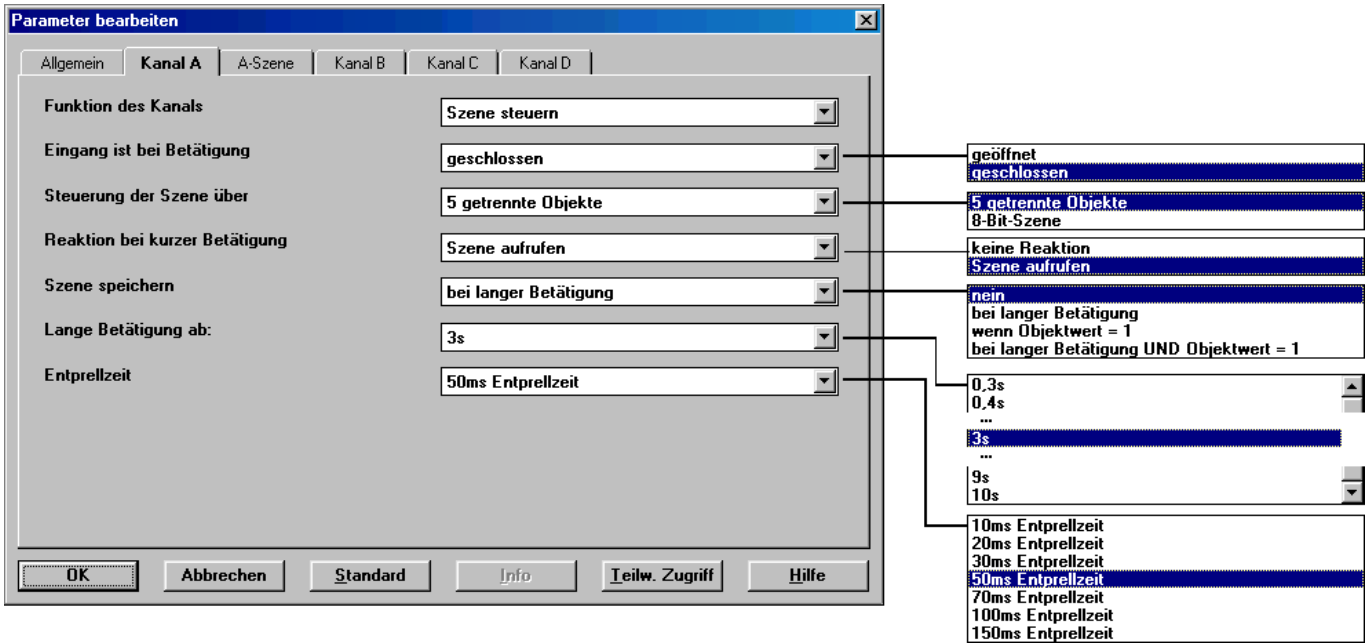 Parameter bearbeiten
Allgemein Kanal A A-Szene Kanal B Kanal C Kanal D
Funktion des Kanals Szene steuern
Eingang ist bei Betätigung geschlossen
Steuerung der Szene über 5 getrennte Objekte
Reaktion bei kurzer Betätigung Szene aufrufen
Szene speichern bei langer Betätigung
Lange Betätigung ab: 3s
Entprellzeit 50ms Entprellzeit
OK Abbrechen Standard Info Teilw. Zugriff Hilfe
geöffnet
geschlossen
5 getrennte Objekte
8-Bit-Szene
keine Reaktion
Szene aufrufen
nein
bei langer Betätigung
wenn Objektwert = 1
bei langer Betätigung UND Objektwert = 1
0,3s
0,4s
...
3s
...
9s
10s
10ms Entprellzeit
20ms Entprellzeit
30ms Entprellzeit
50ms Entprellzeit
70ms Entprellzeit
100ms Entprellzeit
150ms Entprellzeit